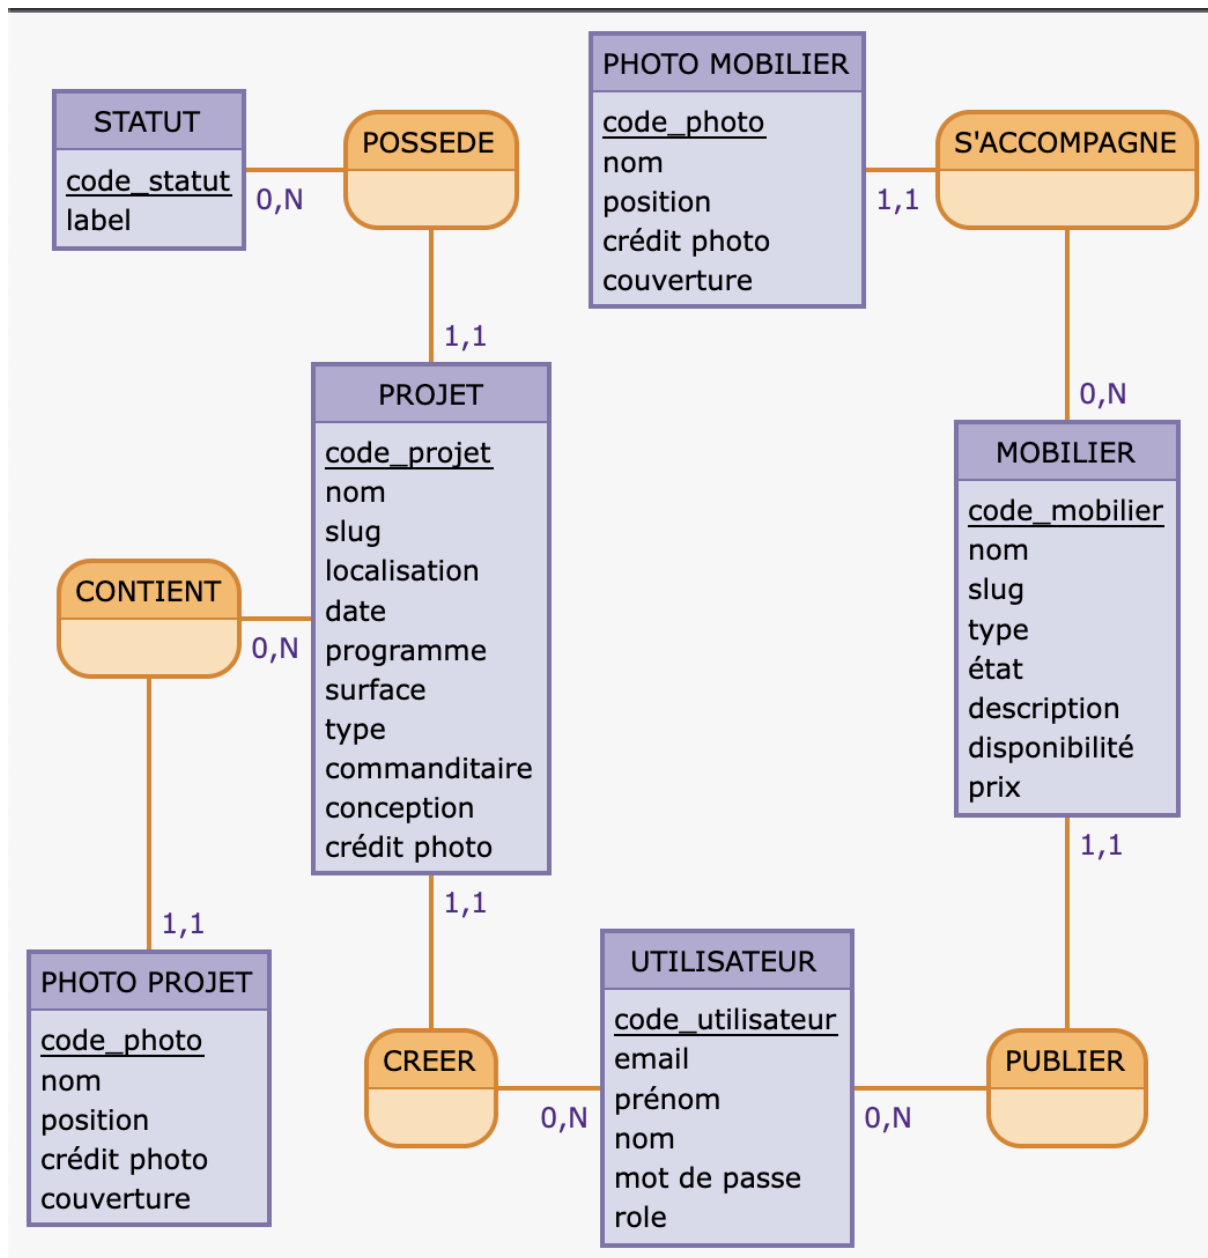 STATUT
code_statut
label
0,N
POSSEDE
1,1
PHOTO MOBILIER
code_photo
nom
position
crédit photo
couverture
1,1
S'ACCOMPAGNE
0,N
PROJET
code_projet
nom
slug
localisation
date
programme
surface
type
commanditaire
conception
crédit photo
MOBILIER
code_mobilier
nom
slug
type
état
description
disponibilité
prix
CONTIENT
0,N
1,1
1,1
1,1
PHOTO PROJET
code_photo
nom
position
crédit photo
couverture
CREER
0,N
UTILISATEUR
code_utilisateur
email
prénom
nom
mot de passe
role
0,N
PUBLIER